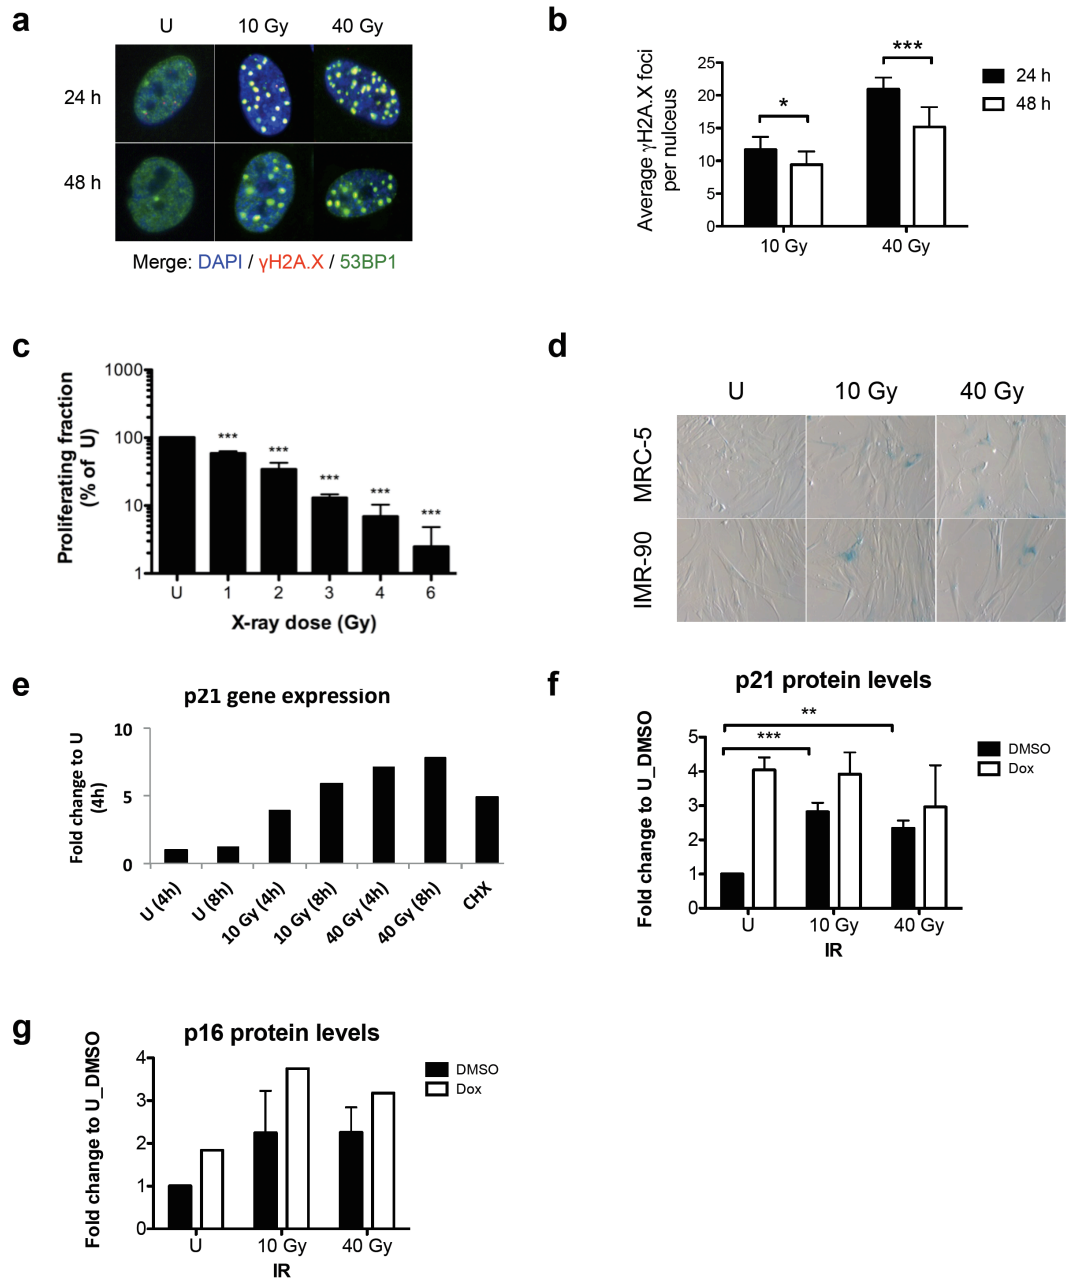 a
U 10 Gy 40 Gy
24 h
48 h
Merge: DAPI / γH2A.X / 53BP1
b
Average γH2A.X foci
per nulceus
25
20
15
10
5
0
*
***
10 Gy 40 Gy
24 h
48 h
c
Proliferating fraction
(% of U)
1000
100
10
1
*** *** *** *** ***
U 1 2 3 4 6
X-ray dose (Gy)
d
U 10 Gy 40 Gy
MRC-5
IMR-90
e
p21 gene expression
Fold change to U
(4h)
10
5
0
U (4h) U (8h) 10 Gy (4h) 10 Gy (8h) 40 Gy (4h) 40 Gy (8h) CHX
f
p21 protein levels
Fold change to U_DMSO
5
4
3
2
1
0
**
***
U 10 Gy 40 Gy
IR
DMSO
Dox
g
p16 protein levels
Fold change to U_DMSO
4
3
2
1
0
U 10 Gy 40 Gy
IR
DMSO
Dox